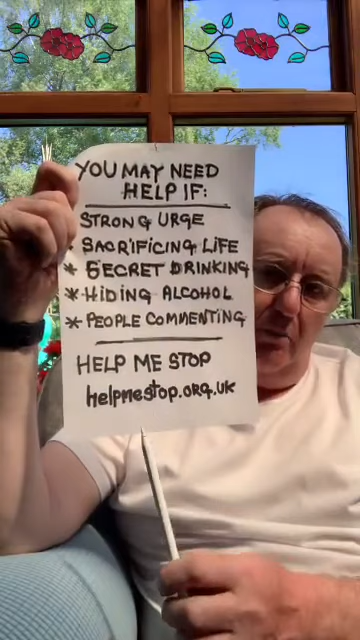 YOU MAY NEED
HELP IF:
STRONG URGE
* SACRIFICING LIFE
* SECRET DRINKING
* HIDING ALCOHOL
* PEOPLE COMMENTING
HELP ME STOP
helpmestop.org.uk